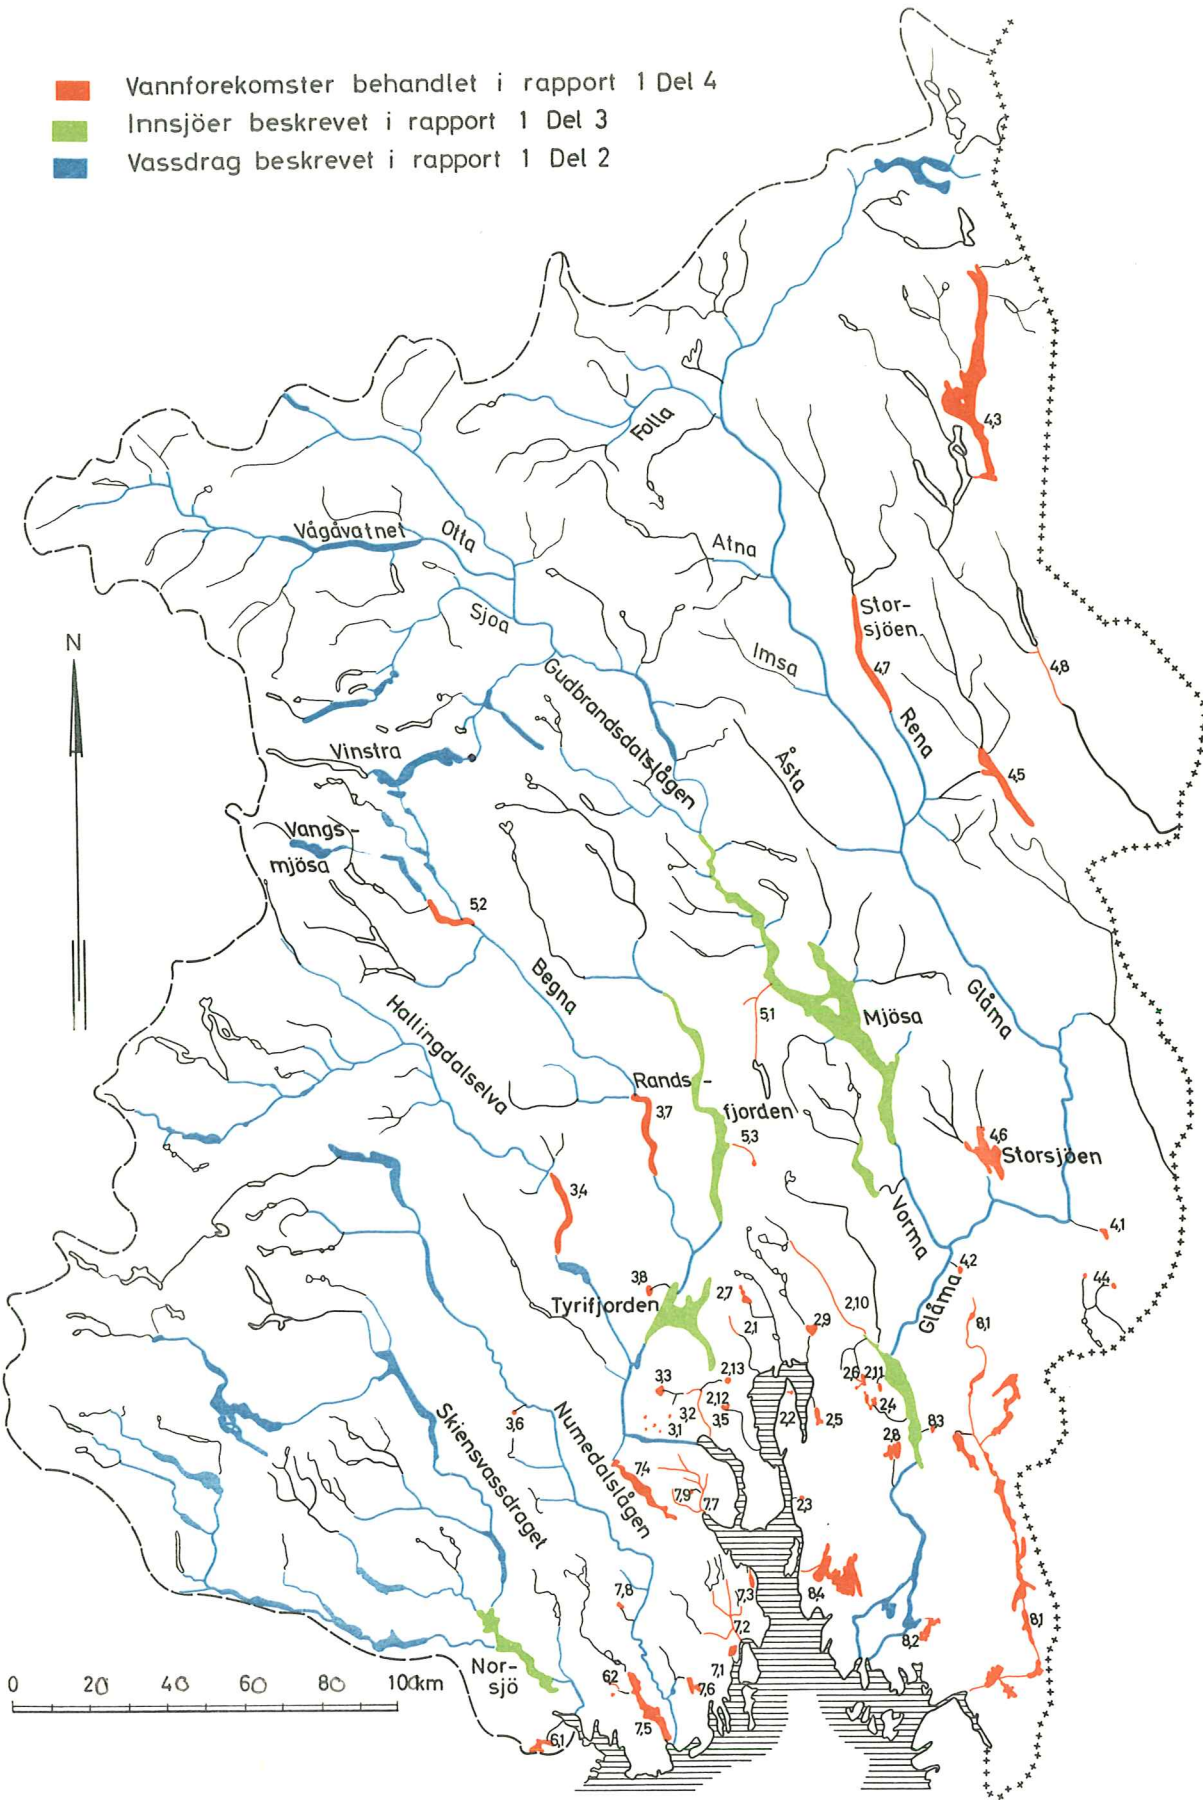 Vannforekomster behandlet i rapport 1 Del 4
Innsjöer beskrevet i rapport 1 Del 3
Vassdrag beskrevet i rapport 1 Del 2
4,3
Folla
Vågåvatnet
Otta
Atna
Stor-
sjöen
Sjoa
N
Imsa
4,7
4,8
Gudbrandsdalslågen
Rena
Vinstra
Åsta
4,5
Vangs-
mjösa
5,2
Begna
Glåma
Hallingdalselva
5,1
Mjösa
Rands-
fjorden
3,7
5,3
4,6
Storsjöen
3,4
Vorma
4,1
4,2
4,4
3,8
Tyrifjorden
2,7
2,1
2,9
2,10
Glåma
8,1
3,3
2,13
2,6
2,11
2,12
2,4
3,2
3,5
2,2
2,5
8,3
3,6
3,1
2,8
Skiensvassdraget
Numedalslågen
7,4
7,9
7,7
2,3
7,8
7,3
8,4
7,2
8,1
8,2
Nor-
sjö
6,2
7,1
7,6
7,5
6,1
0 20 40 60 80 100km